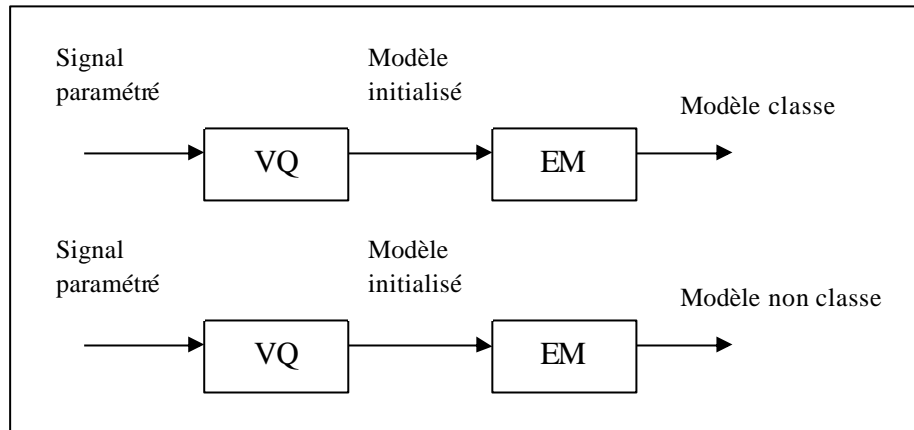 Signal
paramétré
Modèle
initialisé
Modèle classe
VQ
EM
Signal
paramétré
Modèle
initialisé
Modèle non classe
VQ
EM